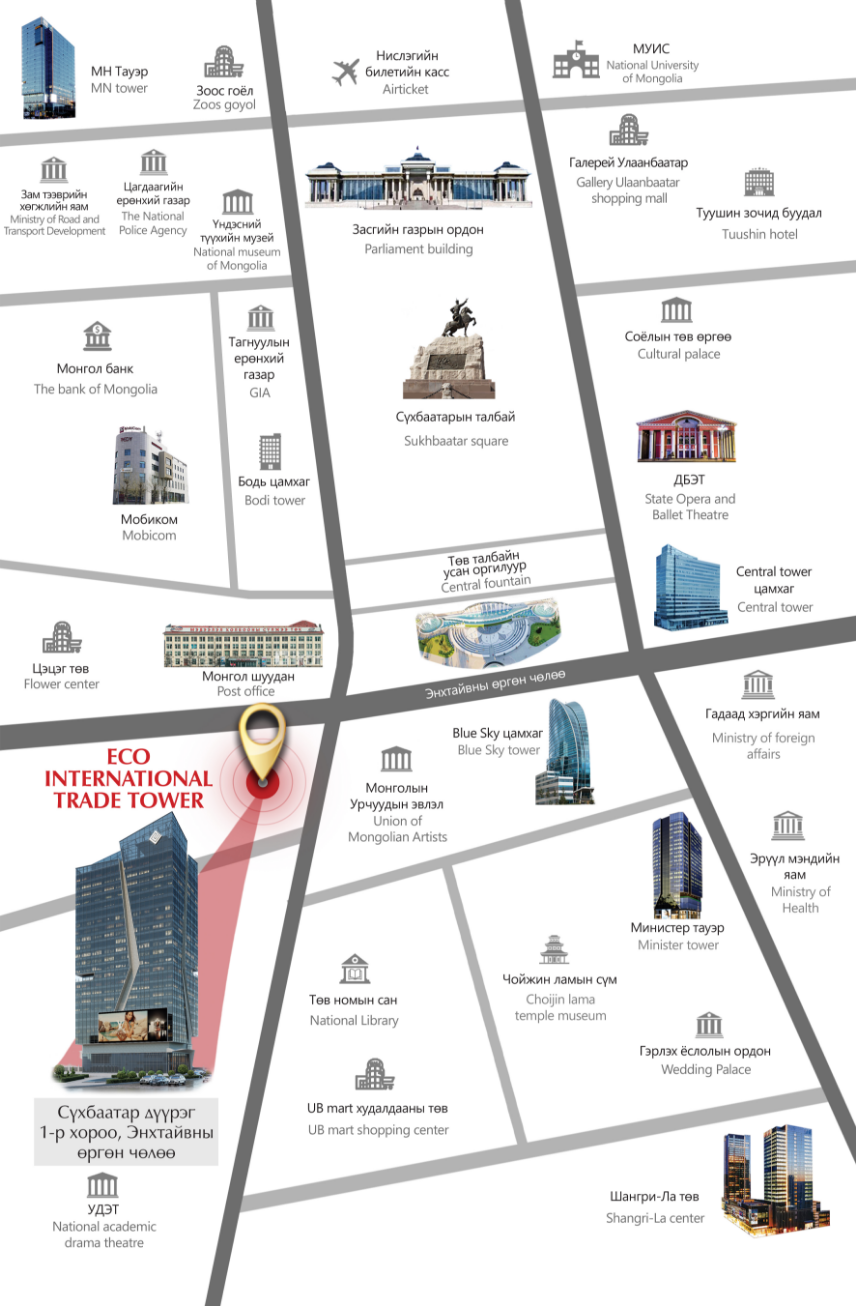 МН Тауэр
MN tower
Зоос гоёл
Zoos goyol
Нислэгийн
билетийн касс
Airticket
МУИС
National University
of Mongolia
Зам тээврийн
хөгжлийн яам
Ministry of Road and
Transport Development
Цагдаагийн
ерөнхий газар
The National
Police Agency
Үндэсний
түүхийн музей
National museum
of Mongolia
Засгийн газрын ордон
Parliament building
Галерей Улаанбаатар
Gallery Ulaanbaatar
shopping mall
Туушин зочид буудал
Tuushin hotel
Монгол банк
The bank of Mongolia
Тагнуулын
ерөнхий
газар
GIA
Сүхбаатарын талбай
Sukhbaatar square
Соёлын төв өргөө
Cultural palace
Мобиком
Mobicom
Бодь цамхаг
Bodi tower
ДБЭТ
State Opera and
Ballet Theatre
Төв талбайн
усан оргилуур
Central fountain
Central tower
цамхаг
Central tower
Цэцэг төв
Flower center
Монгол шуудан
Post office
Энхтайвны өргөн чөлөө
Гадаад хэргийн яам
Ministry of foreign
affairs
ECO
INTERNATIONAL
TRADE TOWER
Blue Sky цамхаг
Blue Sky tower
Монголын
Урчуудын эвлэл
Union of
Mongolian Artists
Эрүүл мэндийн
яам
Ministry of
Health
Министер тауэр
Minister tower
Төв номын сан
National Library
Чойжин ламын сүм
Choijin lama
temple museum
Гэрлэх ёслолын ордон
Wedding Palace
UB mart худалдааны төв
UB mart shopping center
Сүхбаатар дүүрэг
1-р хороо, Энхтайвны
өргөн чөлөө
УДЭТ
National academic
drama theatre
Шангри-Ла төв
Shangri-La center